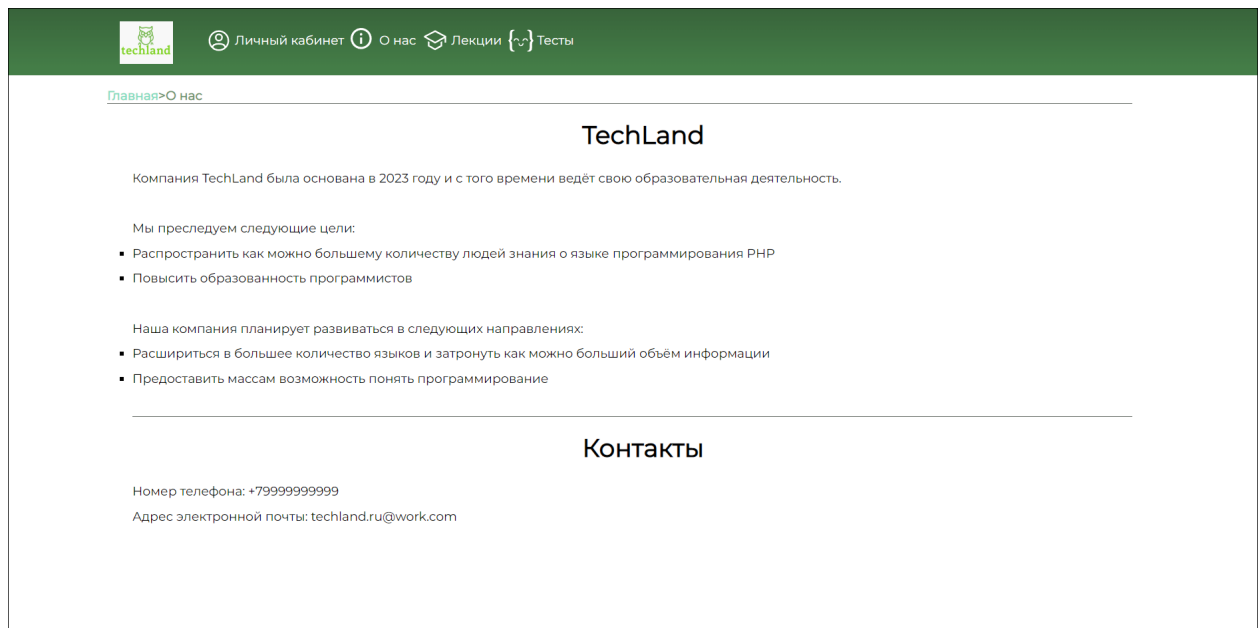 techland
Личный кабинет О нас Лекции {~} Тесты
Главная>О нас
TechLand
Компания TechLand была основана в 2023 году и с того времени ведёт свою образовательная деятельность.
Мы преследуем следующие цели:
Распространить как можно большему количеству людей знания о языке программирования PHP
Повысить образованность программистов
Наша компания планирует развиваться в следующих направлениях:
Расшириться в большее количество языков и затронуть как можно больший объём информации
Предоставить массам возможность понять программирование
Контакты
Номер телефона: +79999999999
Адрес электронной почты: techland.ru@work.com